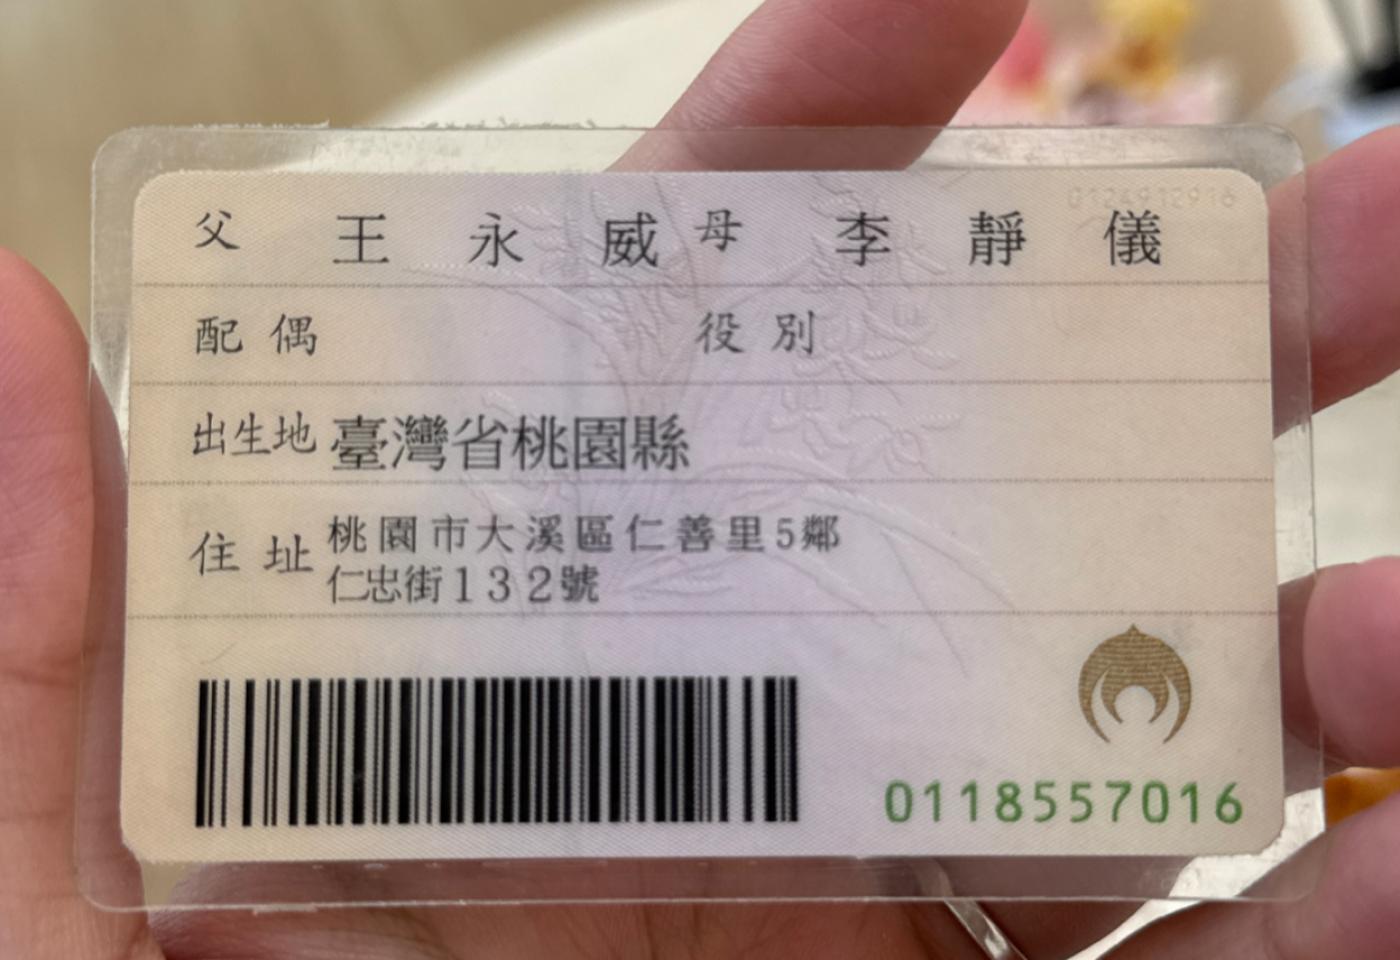 父 王永威 母 李靜儀
配偶 役別
出生地 臺灣省桃園縣
住址 桃園市大溪區仁善里5鄰
仁忠街132號
0118557016